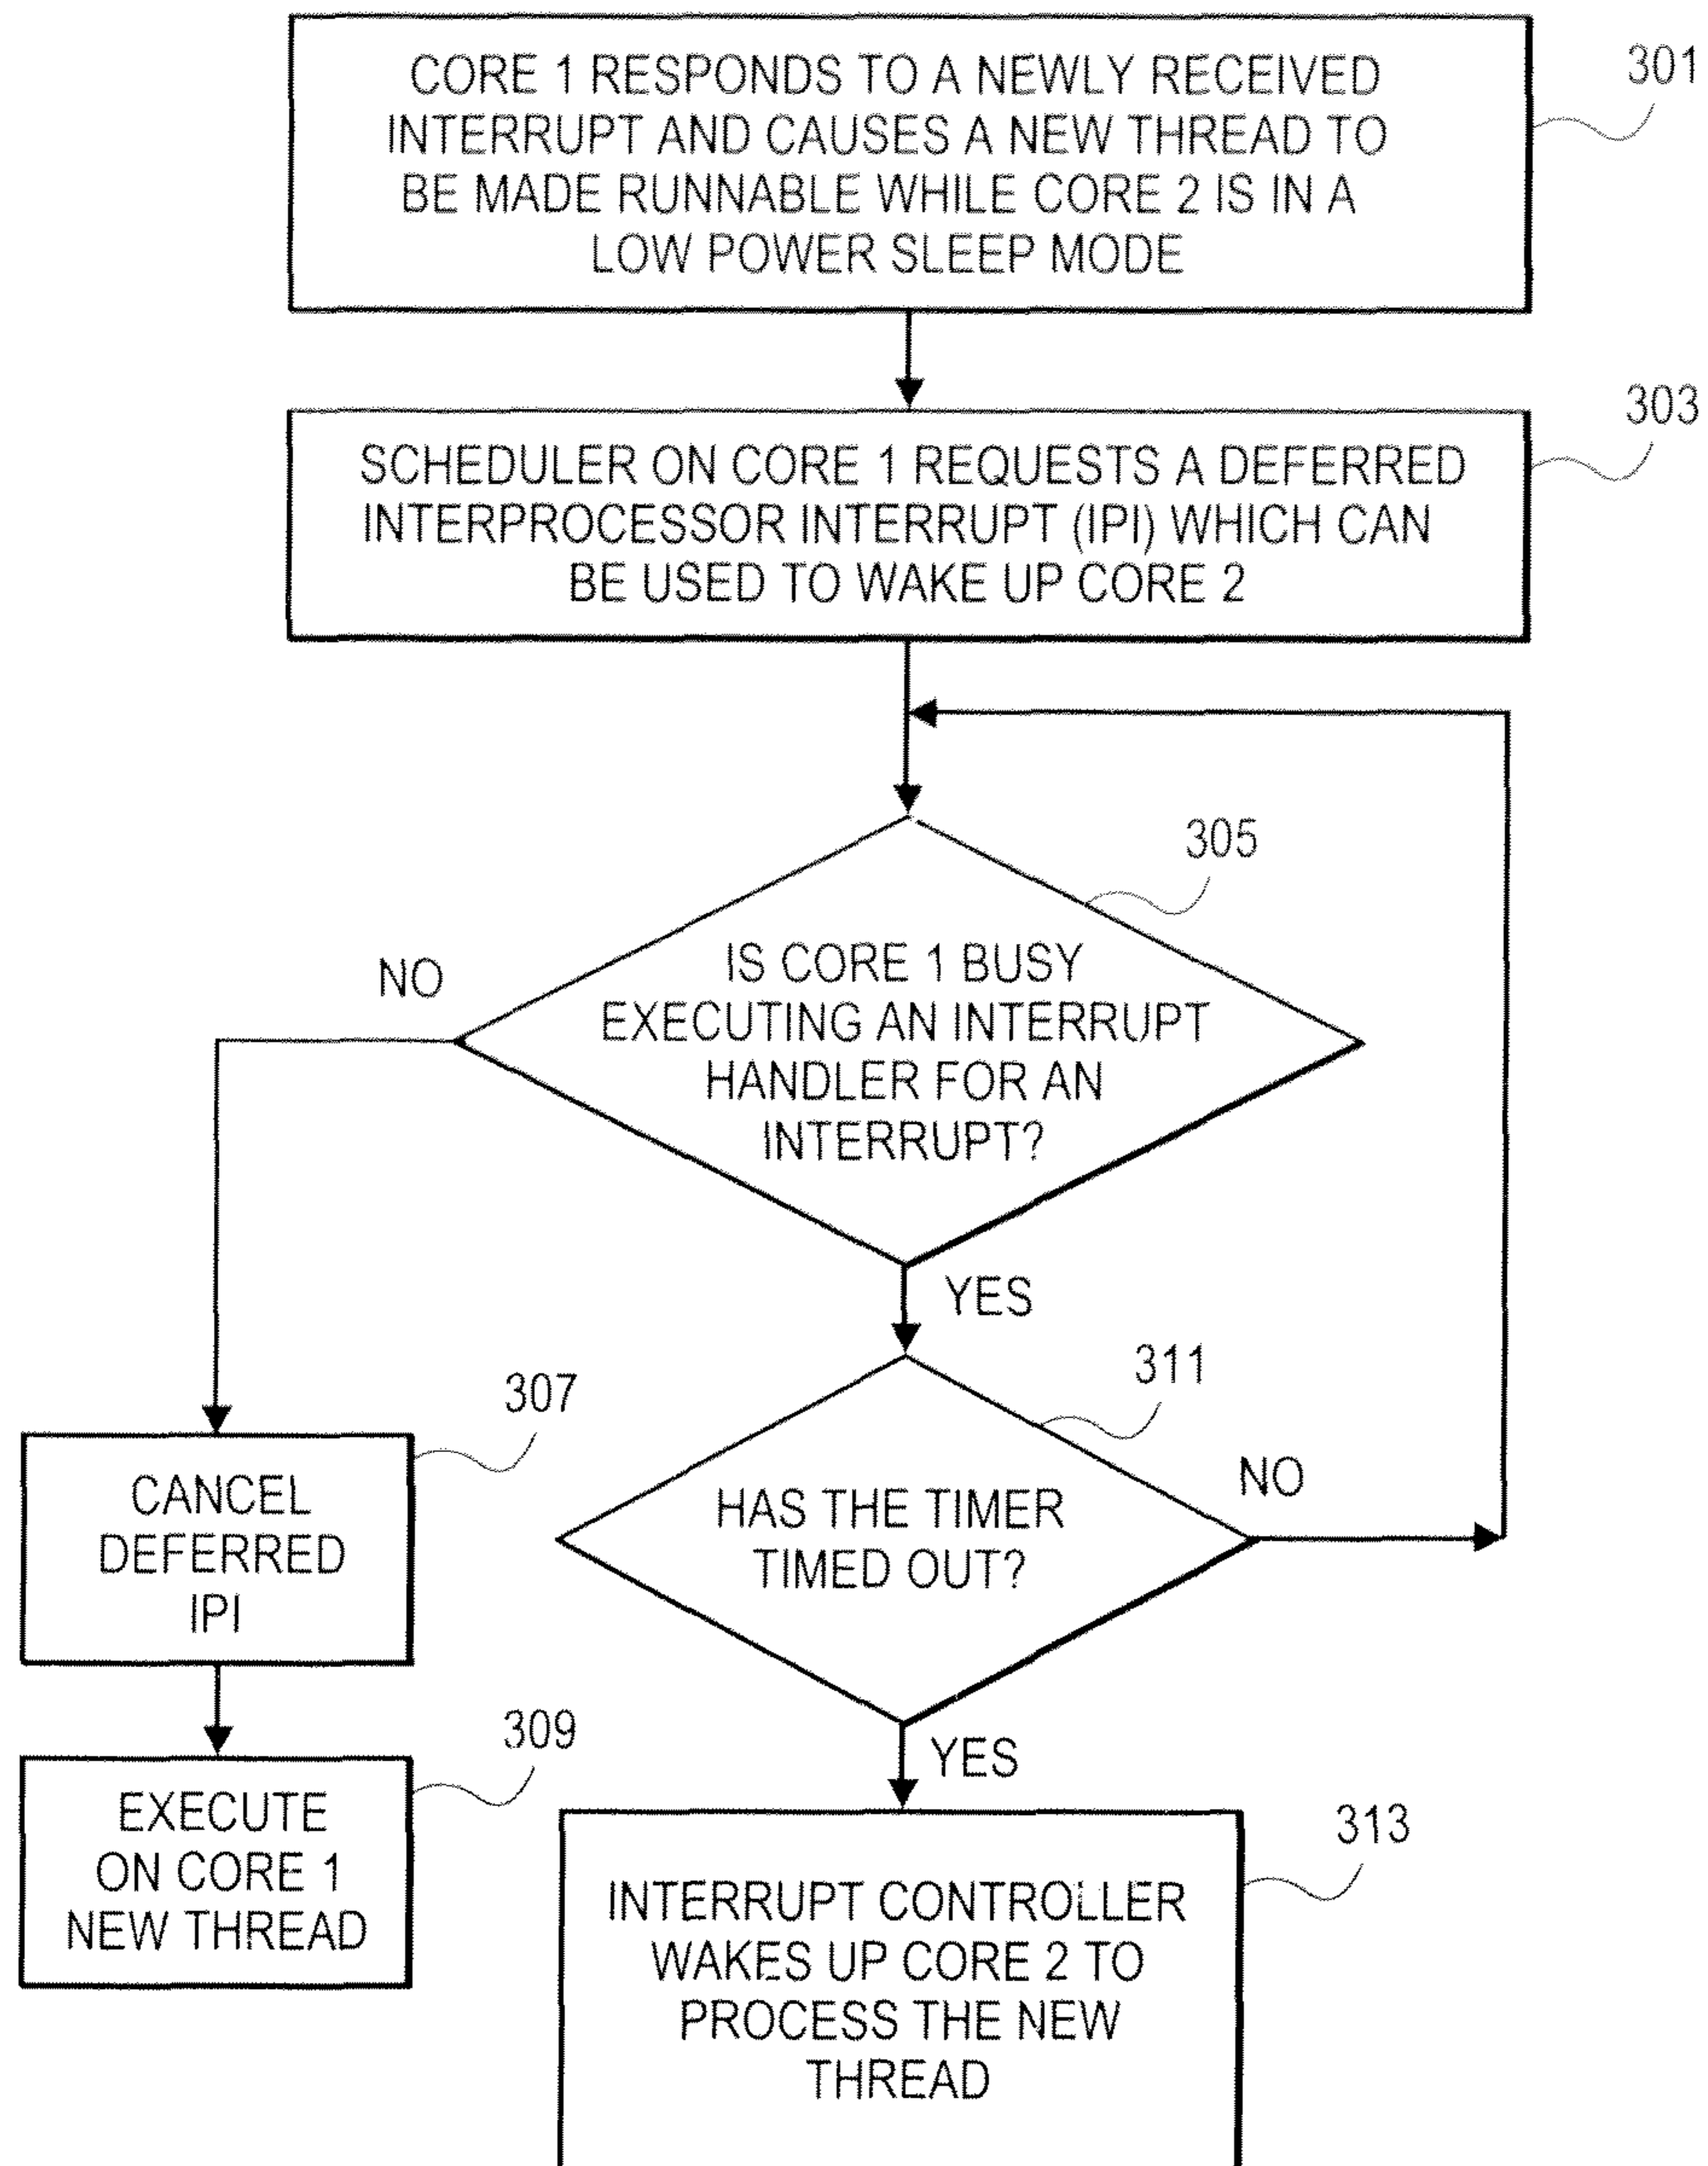 CORE 1 RESPONDS TO A NEWLY RECEIVED
INTERRUPT AND CAUSES A NEW THREAD TO
BE MADE RUNNABLE WHILE CORE 2 IS IN A
LOW POWER SLEEP MODE
301
SCHEDULER ON CORE 1 REQUESTS A DEFERRED
INTERPROCESSOR INTERRUPT (IPI) WHICH CAN
BE USED TO WAKE UP CORE 2
303
305
IS CORE 1 BUSY
EXECUTING AN INTERRUPT
HANDLER FOR AN
INTERRUPT?
NO
YES
307
CANCEL
DEFERRED
IPI
309
EXECUTE
ON CORE 1
NEW THREAD
311
HAS THE TIMER
TIMED OUT?
NO
YES
313
INTERRUPT CONTROLLER
WAKES UP CORE 2 TO
PROCESS THE NEW
THREAD